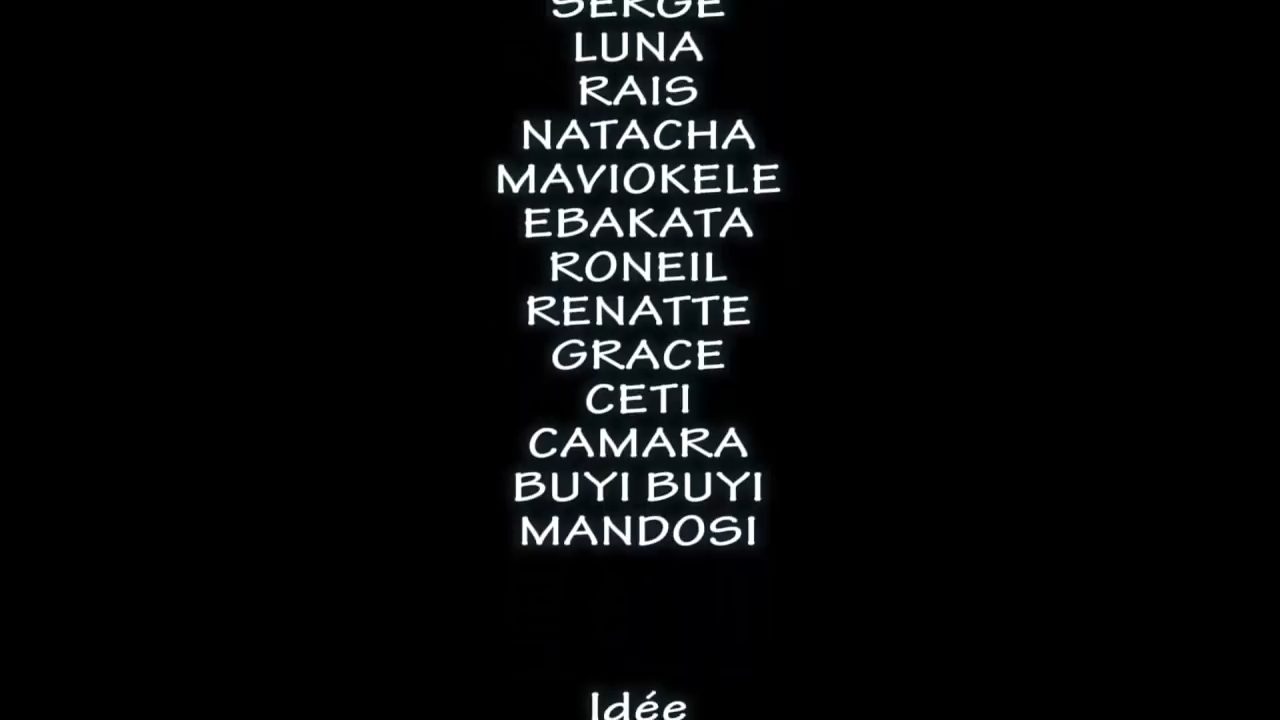 SERGE
LUNA
RAIS
NATACHA
MAVIOKELE
EBAKATA
RONEIL
RENATTE
GRACE
CETI
CAMARA
BUYI BUYI
MANDOSI
Idée